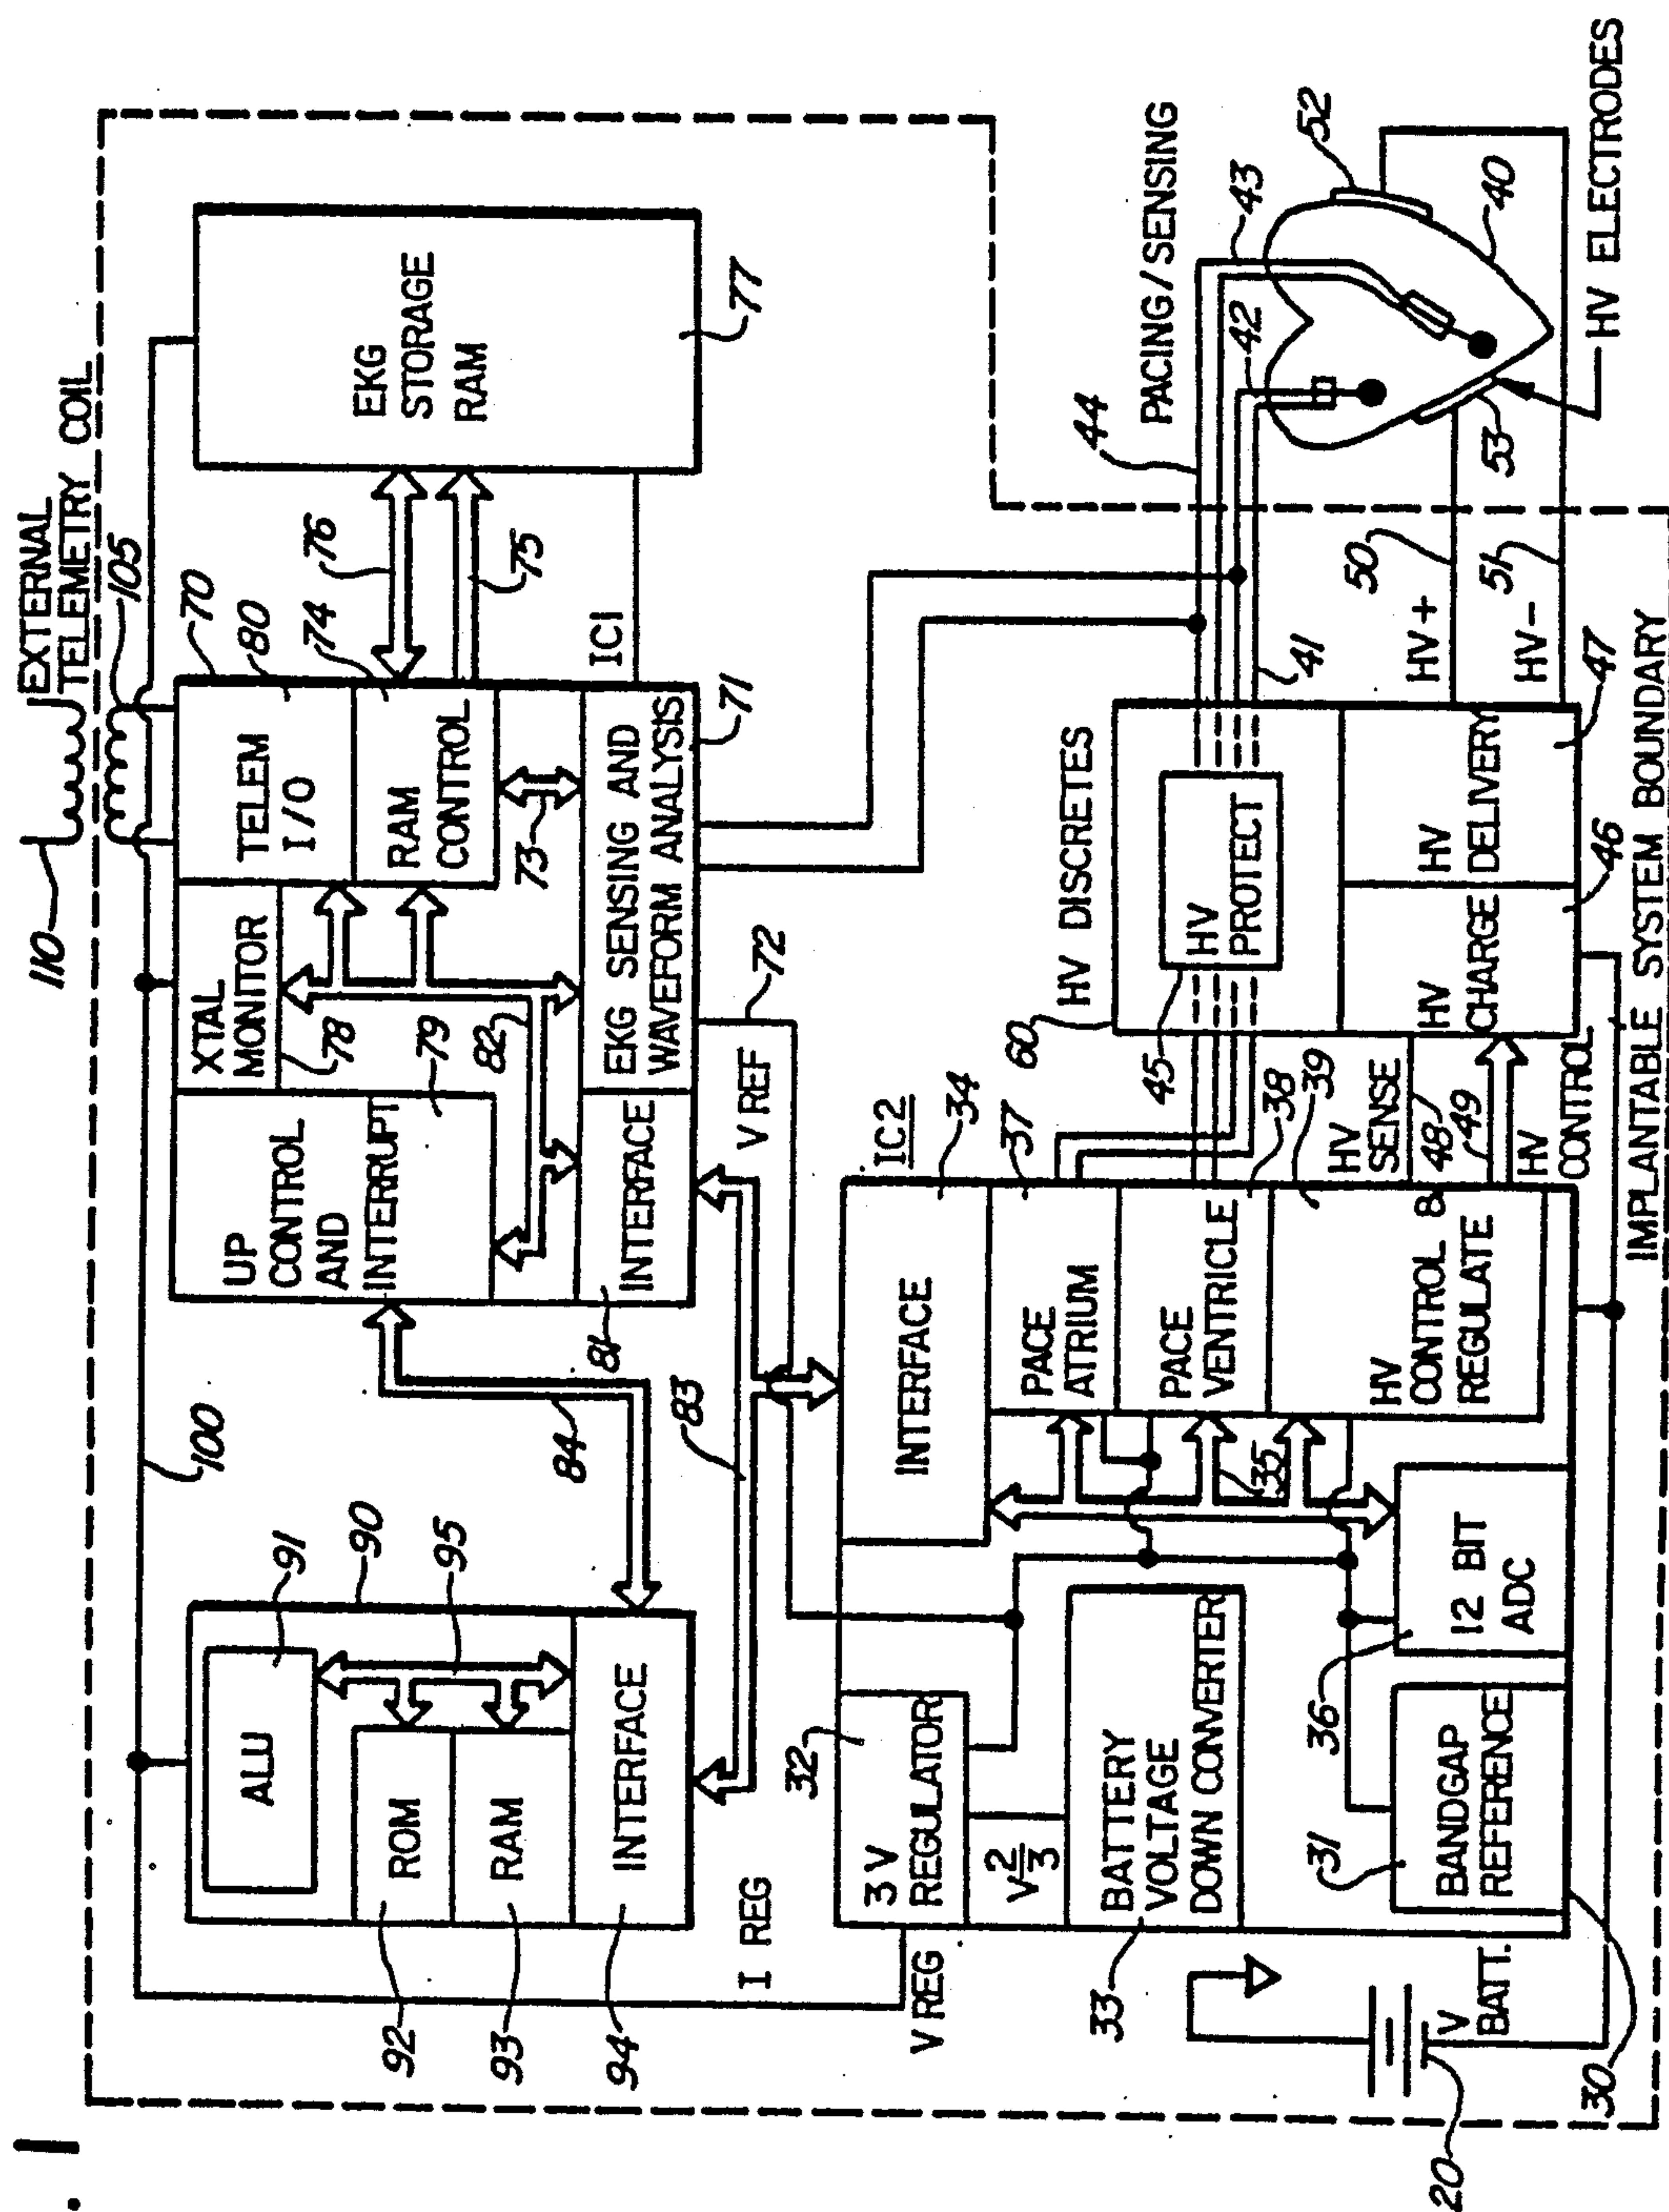 110
EXTERNAL
TELEMETRY COIL
105
100
91
90
95
ALU
ROM
RAM
INTERFACE
92
93
94
I REG
84
83
UP
CONTROL
AND
INTERRUPT
79
XTAL
MONITOR
78
82
TELEM
I/O
70
80
74
RAM
CONTROL
73
INTERFACE
81
EKG SENSING AND
WAVEFORM ANALYSIS
71
72
V REF
IC1
76
75
EKG
STORAGE
RAM
77
V REG
32
3 V
REGULATOR
V 2/3
BATTERY
VOLTAGE
DOWN CONVERTER
33
31
BANDGAP
REFERENCE
36
12 BIT
ADC
35
IC2
34
INTERFACE
37
PACE
ATRIUM
38
PACE
VENTRICLE
39
HV
CONTROL 8
REGULATE
HV
SENSE
48
49
HV
CONTROL
60
HV DISCRETES
45
HV
PROTECT
HV
CHARGE
46
HV
DELIVERY
47
41
44
42
43
PACING/SENSING
HV+
50
HV-
51
52
40
53
HV ELECTRODES
V
BATT.
20
30
IMPLANTABLE SYSTEM BOUNDARY
. 1